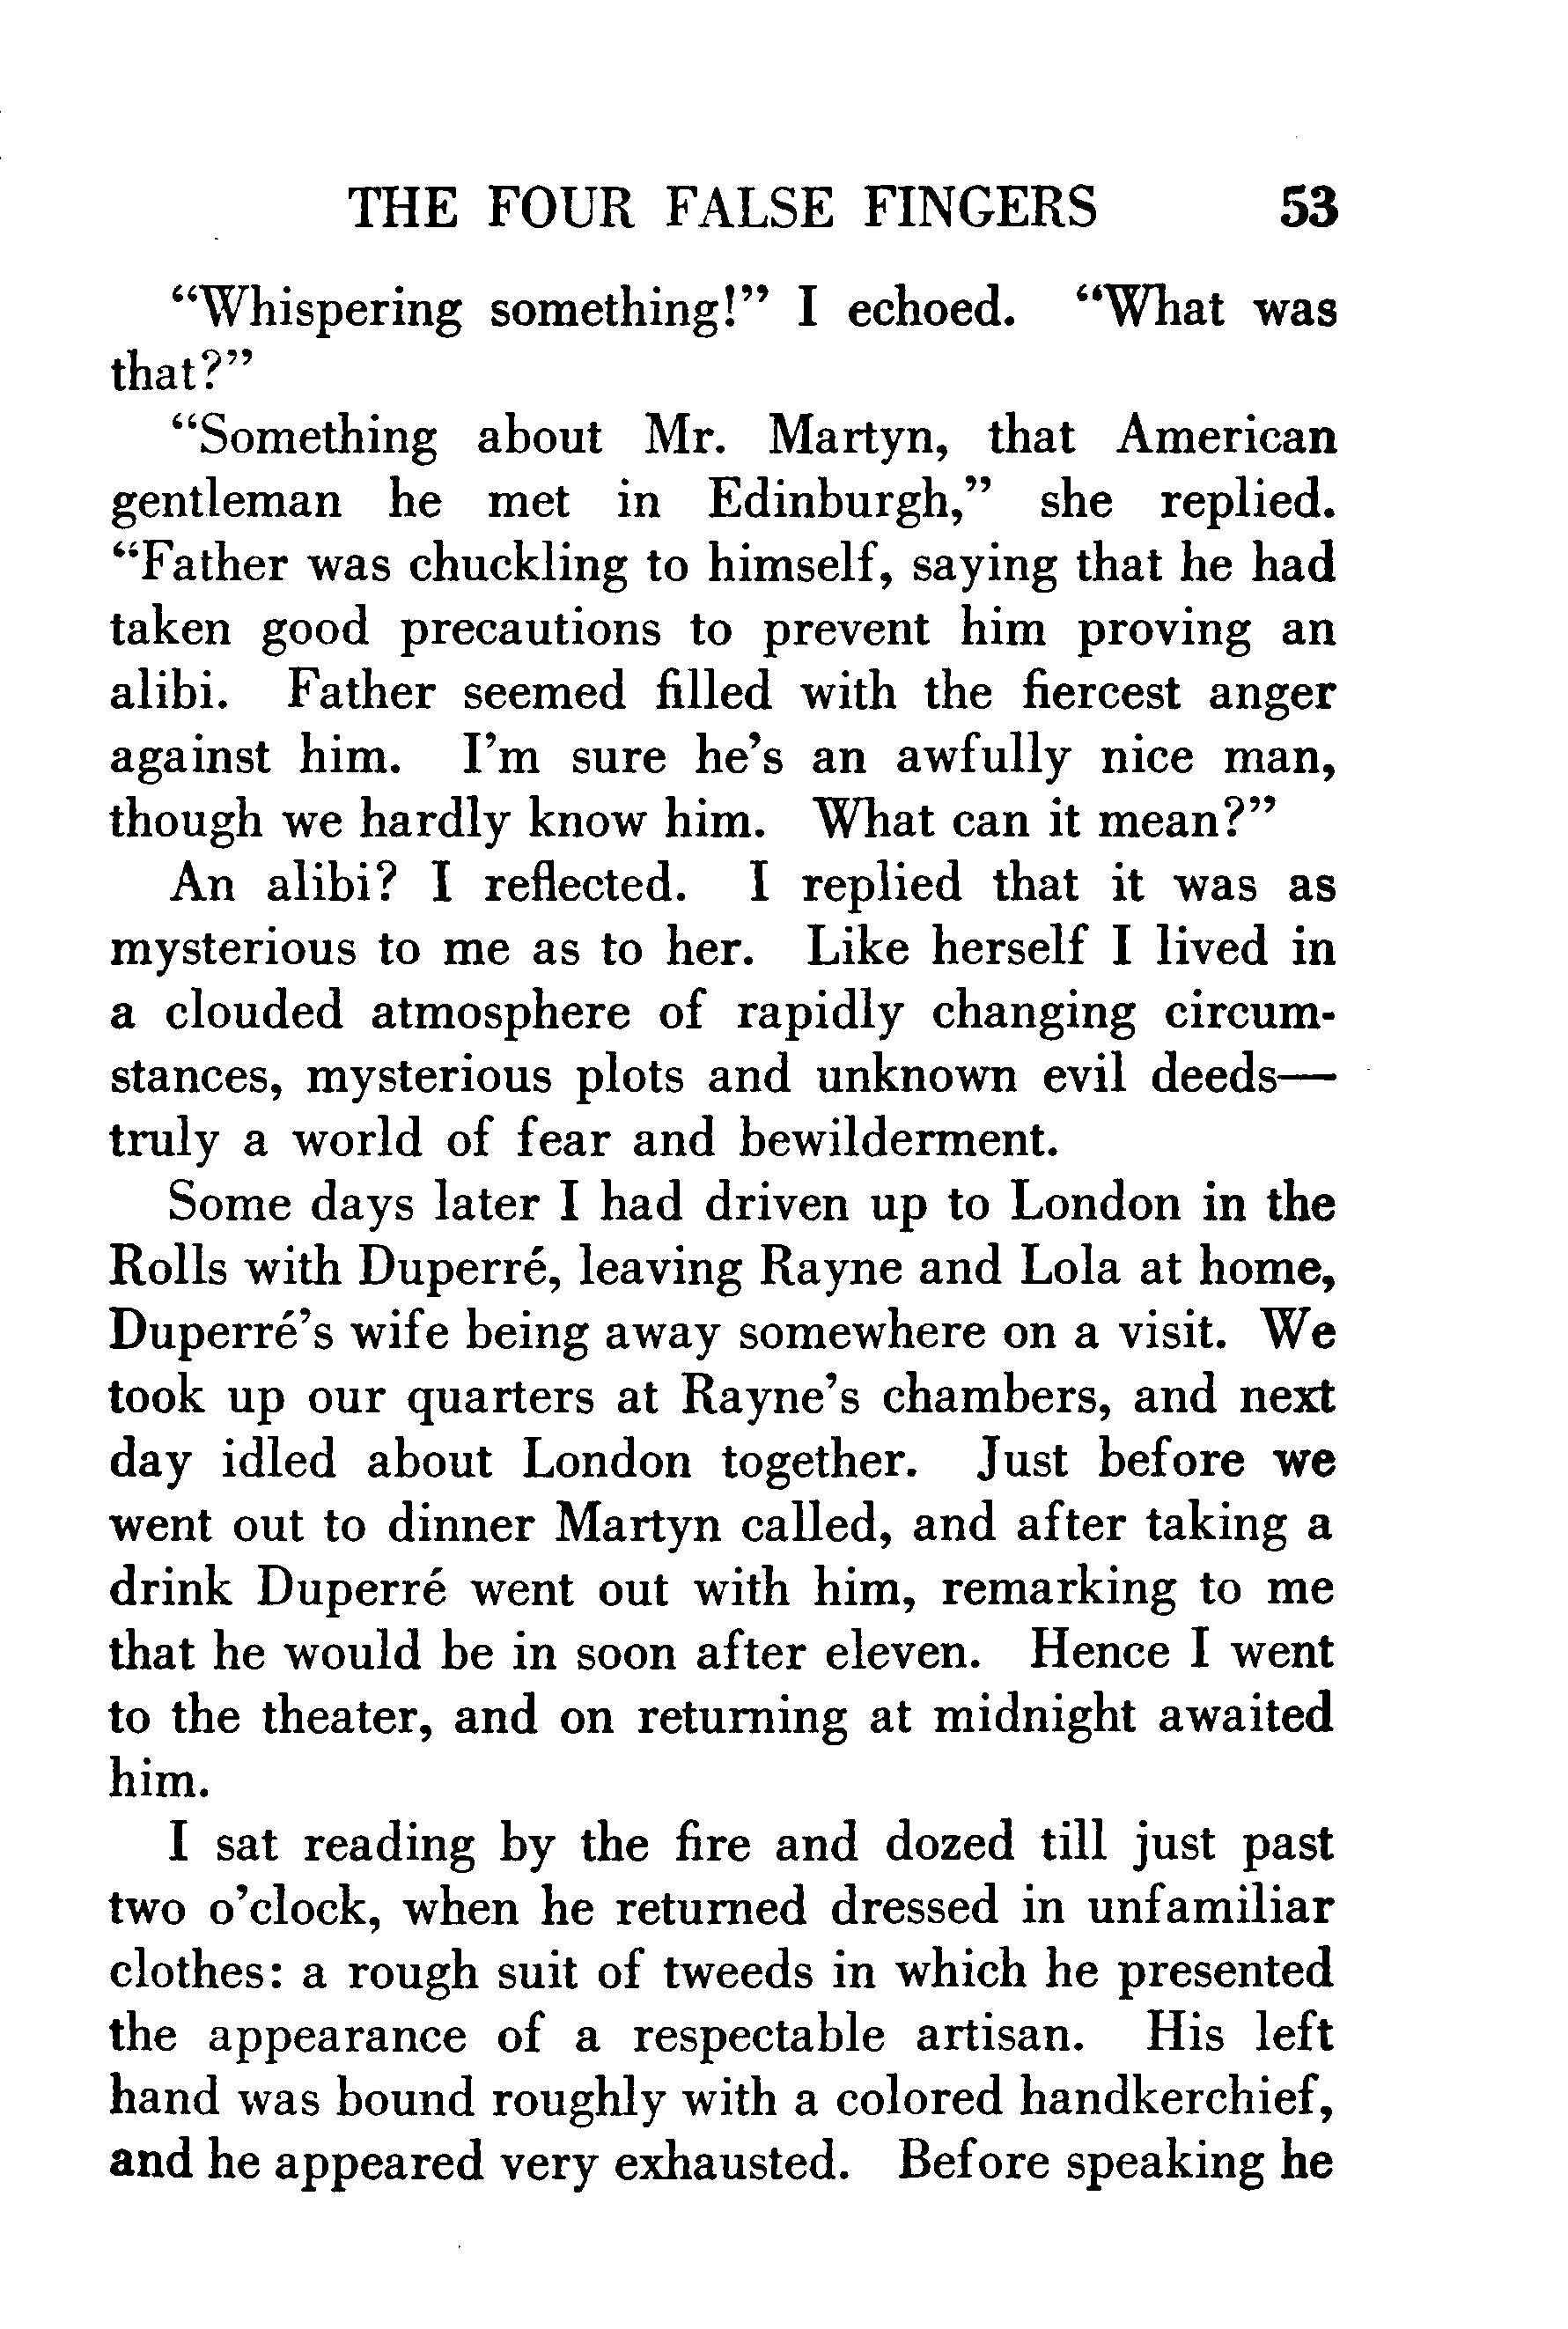 THE FOUR FALSE FINGERS 53
“Whispering something!” I echoed. “What was
that?”
“Something about Mr. Martyn, that American
gentleman he met in Edinburgh,” she replied.
“Father was chuckling to himself, saying that he had
taken good precautions to prevent him proving an
alibi. Father seemed filled with the fiercest anger
against him. I’m sure he’s an awfully nice man,
though we hardly know him. What can it mean?”
An alibi? I reflected. I replied that it was as
mysterious to me as to her. Like herself I lived in
a clouded atmosphere of rapidly changing circum-
stances, mysterious plots and unknown evil deeds—
truly a world of fear and bewilderment.
Some days later I had driven up to London in the
Rolls with Duperré, leaving Rayne and Lola at home,
Duperré’s wife being away somewhere on a visit. We
took up our quarters at Rayne’s chambers, and next
day idled about London together. Just before we
went out to dinner Martyn called, and after taking a
drink Duperré went out with him, remarking to me
that he would be in soon after eleven. Hence I went
to the theater, and on returning at midnight awaited
him.
I sat reading by the fire and dozed till just past
two o’clock, when he returned dressed in unfamiliar
clothes: a rough suit of tweeds in which he presented
the appearance of a respectable artisan. His left
hand was bound roughly with a colored handkerchief,
and he appeared very exhausted. Before speaking he